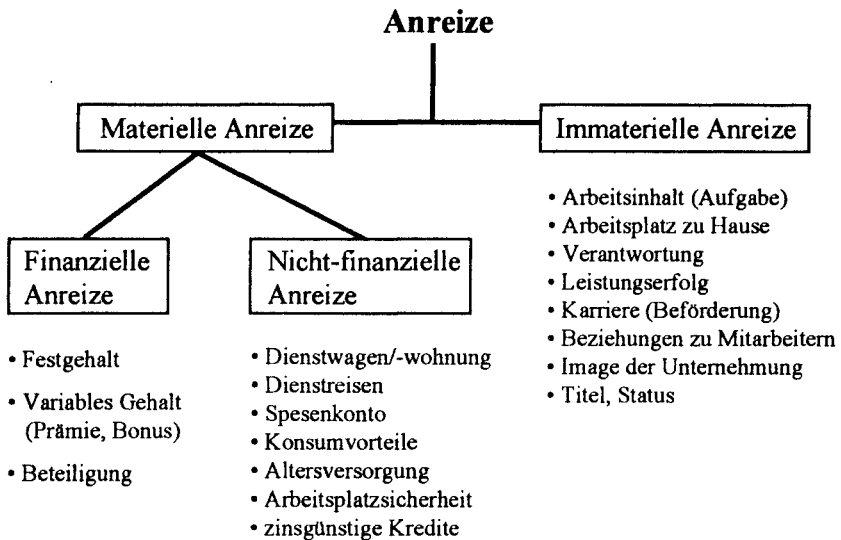 Anreize
Materielle Anreize
Immaterielle Anreize
Finanzielle
Anreize
• Festgehalt
• Variables Gehalt
(Prämie, Bonus)
• Beteiligung
Nicht-finanzielle
Anreize
• Dienstwagen/-wohnung
• Dienstreisen
• Spesenkonto
• Konsumvorteile
• Altersversorgung
• Arbeitsplatzsicherheit
• zinsgünstige Kredite
• Arbeitsinhalt (Aufgabe)
• Arbeitsplatz zu Hause
• Verantwortung
• Leistungserfolg
• Karriere (Beförderung)
• Beziehungen zu Mitarbeitern
• Image der Unternehmung
• Titel, Status